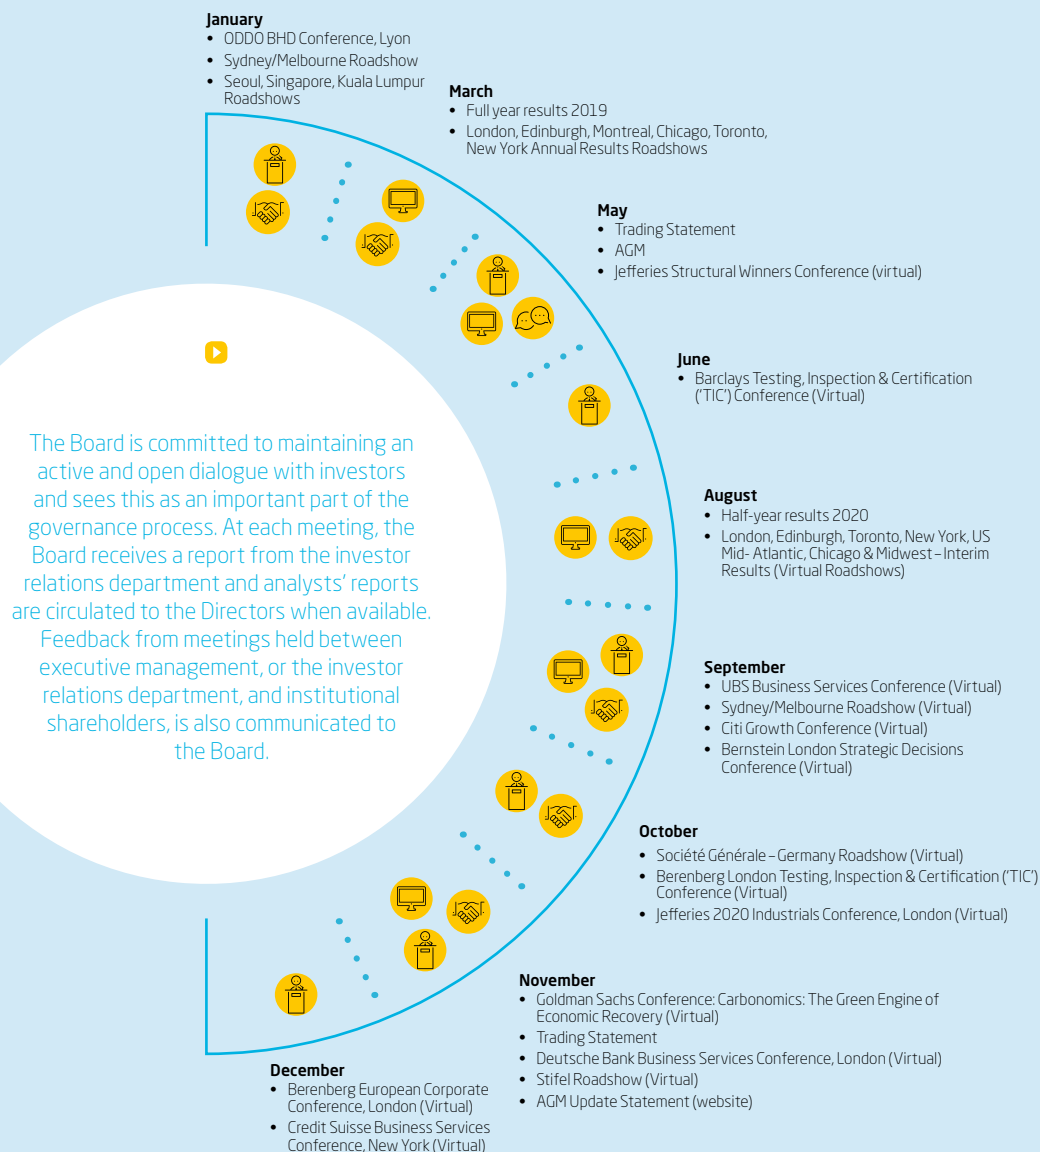 January
• ODDO BHD Conference, Lyon
• Sydney/Melbourne Roadshow
• Seoul, Singapore, Kuala Lumpur
Roadshows
March
• Full year results 2019
• London, Edinburgh, Montreal, Chicago, Toronto,
New York Annual Results Roadshows
May
• Trading Statement
• AGM
• Jefferies Structural Winners Conference (virtual)
June
• Barclays Testing, Inspection & Certification
('TIC') Conference (Virtual)
August
• Half-year results 2020
• London, Edinburgh, Toronto, New York, US
Mid- Atlantic, Chicago & Midwest – Interim
Results (Virtual Roadshows)
September
• UBS Business Services Conference (Virtual)
• Sydney/Melbourne Roadshow (Virtual)
• Citi Growth Conference (Virtual)
• Bernstein London Strategic Decisions
Conference (Virtual)
October
• Société Générale – Germany Roadshow (Virtual)
• Berenberg London Testing, Inspection & Certification ('TIC')
Conference (Virtual)
• Jefferies 2020 Industrials Conference, London (Virtual)
November
• Goldman Sachs Conference: Carbonomics: The Green Engine of
Economic Recovery (Virtual)
• Trading Statement
• Deutsche Bank Business Services Conference, London (Virtual)
• Stifel Roadshow (Virtual)
• AGM Update Statement (website)
December
• Berenberg European Corporate
Conference, London (Virtual)
• Credit Suisse Business Services
Conference, New York (Virtual)
The Board is committed to maintaining an
active and open dialogue with investors
and sees this as an important part of the
governance process. At each meeting, the
Board receives a report from the investor
relations department and analysts' reports
are circulated to the Directors when available.
Feedback from meetings held between
executive management, or the investor
relations department, and institutional
shareholders, is also communicated to
the Board.